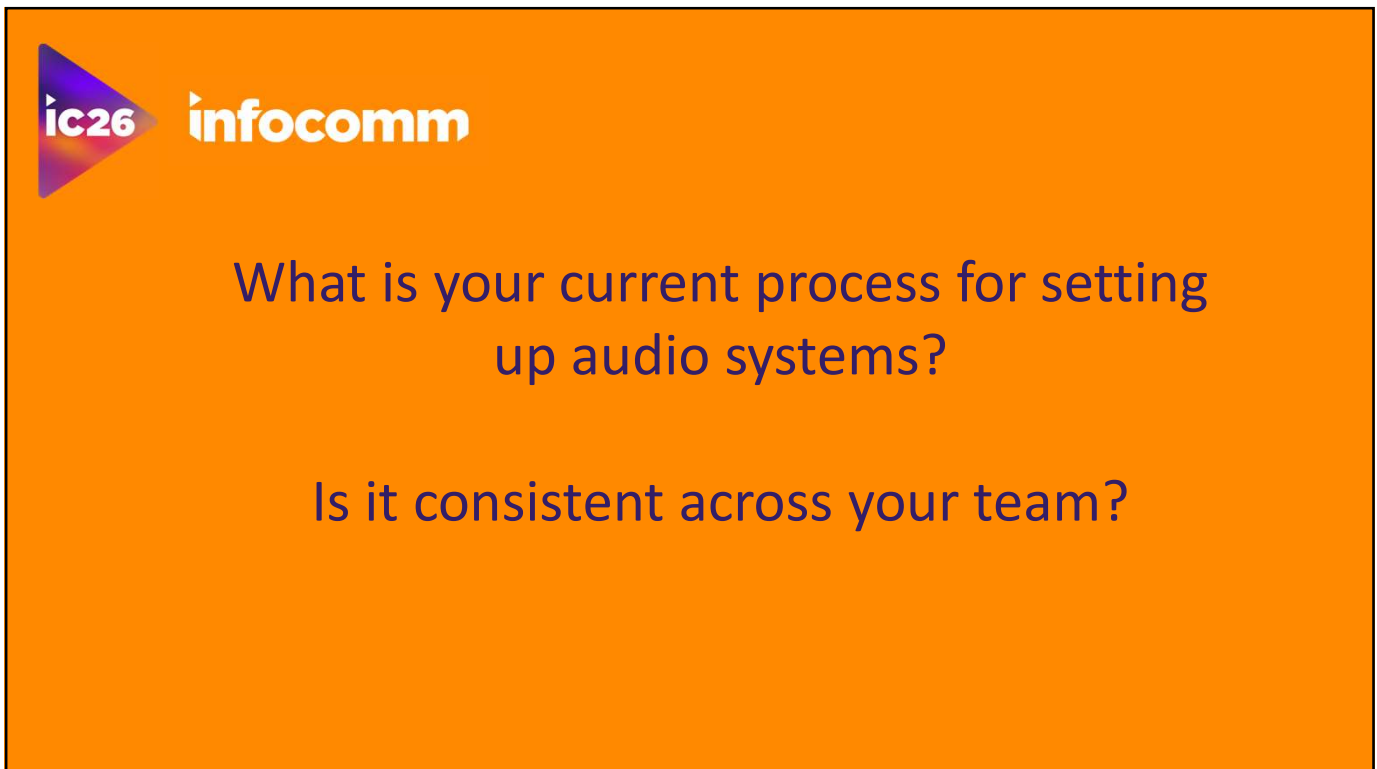 ic26 infocomm
What is your current process for setting
up audio systems?
Is it consistent across your team?